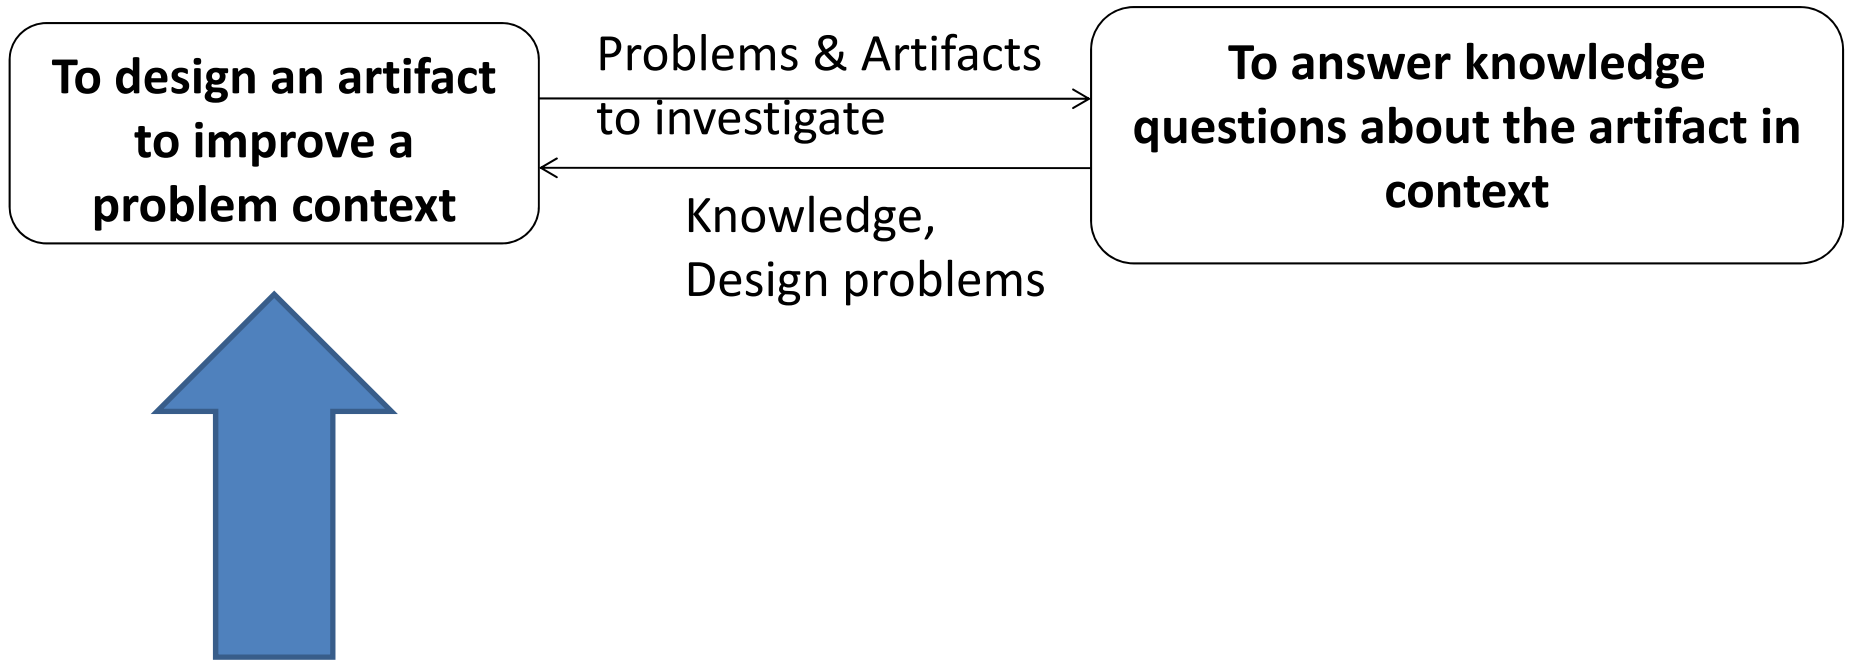 To design an artifact
to improve a
problem context
Problems & Artifacts
to investigate
Knowledge,
Design problems
To answer knowledge
questions about the artifact in
context